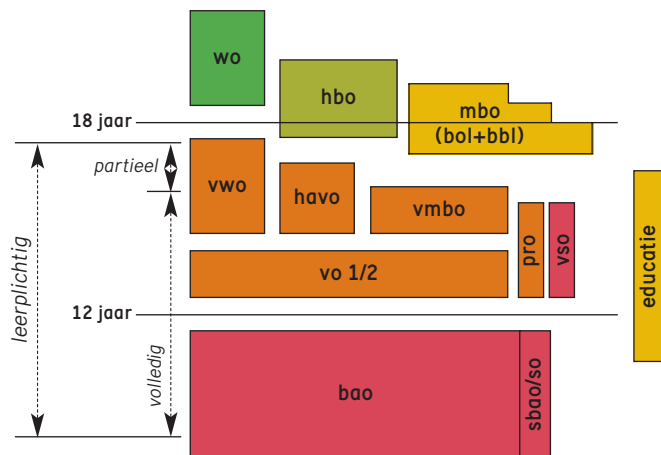 wo
hbo
mbo
(bol+bbl)
18 jaar
partieel
vwo
havo
vmbo
pro
vso
educatie
vo 1/2
leerplichtig
12 jaar
volledig
bao
sbao/so